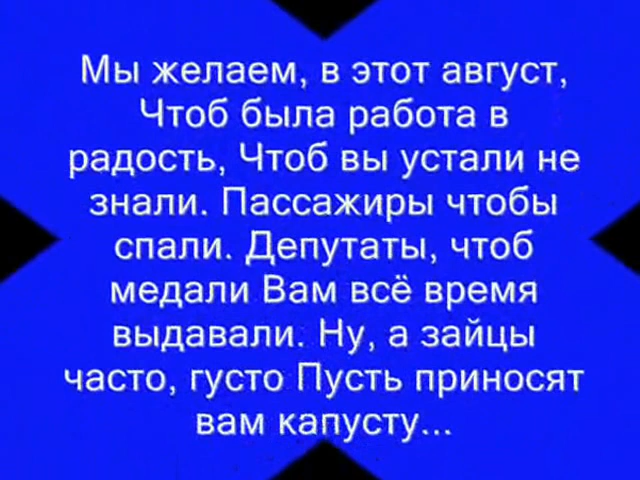 Мы желаем, в этот август,
Чтоб была работа в
радость, Чтоб вы устали не
знали. Пассажиры чтобы
спали. Депутаты, чтоб
медали Вам всё время
выдавали. Ну, а зайцы
часто, густо Пусть приносят
вам капусту...